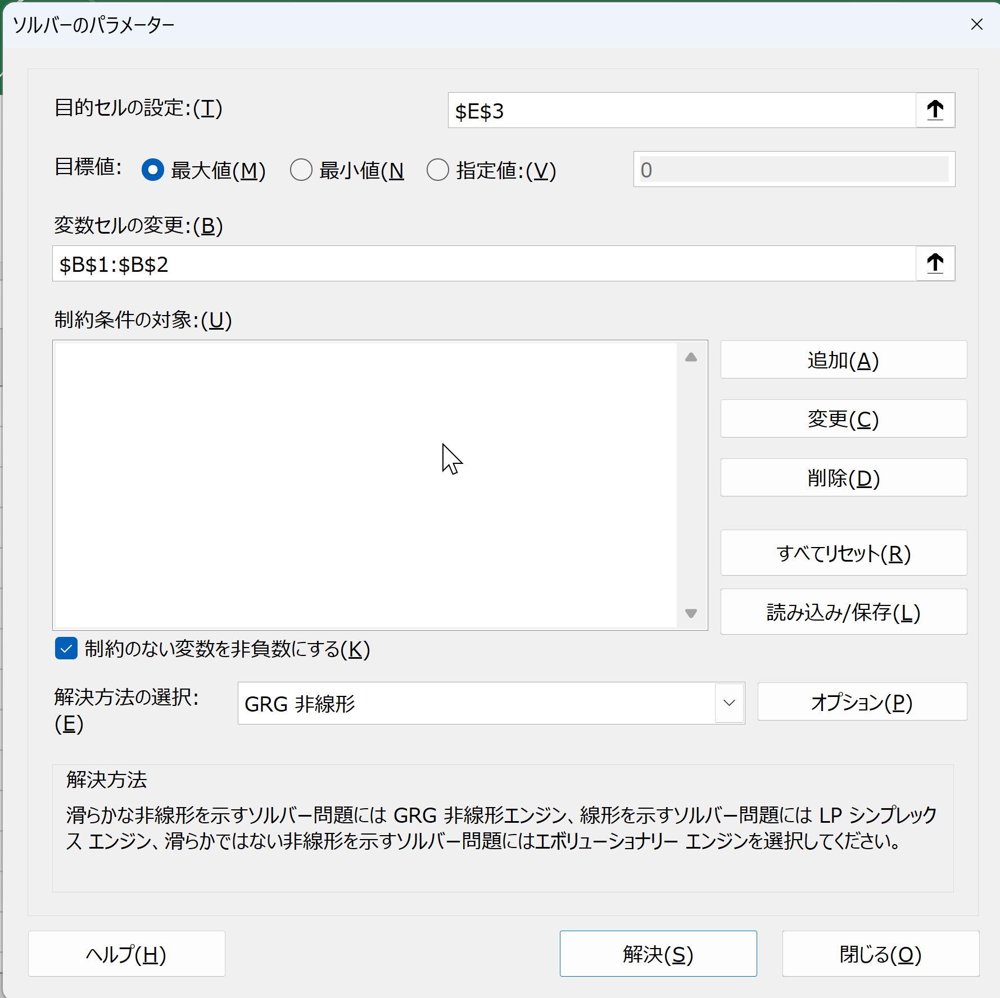 ソルバーのパラメーター
目的セルの設定:(T)
$E$3
目標値:
最大値(M)
最小値(N
指定値:(V)
0
変数セルの変更:(B)
$B$1:$B$2
制約条件の対象:(U)
追加(A)
変更(C)
削除(D)
すべてリセット(R)
読み込み/保存(L)
制約のない変数を非負数にする(K)
解決方法の選択:
(E)
GRG 非線形
オプション(P)
解決方法
滑らかな非線形を示すソルバー問題には GRG 非線形エンジン、線形を示すソルバー問題には LP シンプレック
ス エンジン、滑らかではない非線形を示すソルバー問題にはエボリューショナリー エンジンを選択してください。
ヘルプ(H)
解決(S)
閉じる(O)